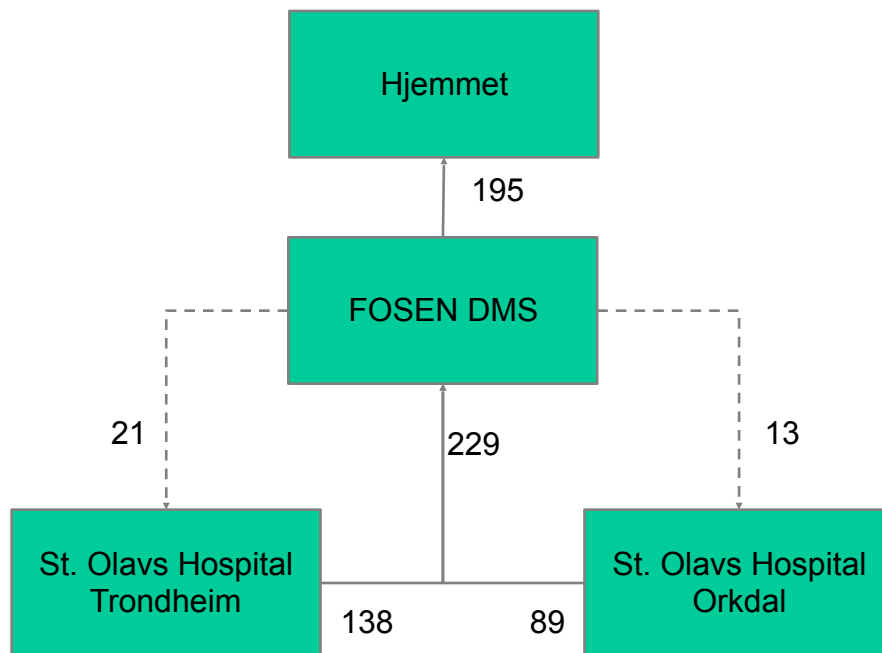 Hjemmet
195
FOSEN DMS
21
229
13
St. Olavs Hospital
Trondheim
St. Olavs Hospital
Orkdal
138
89